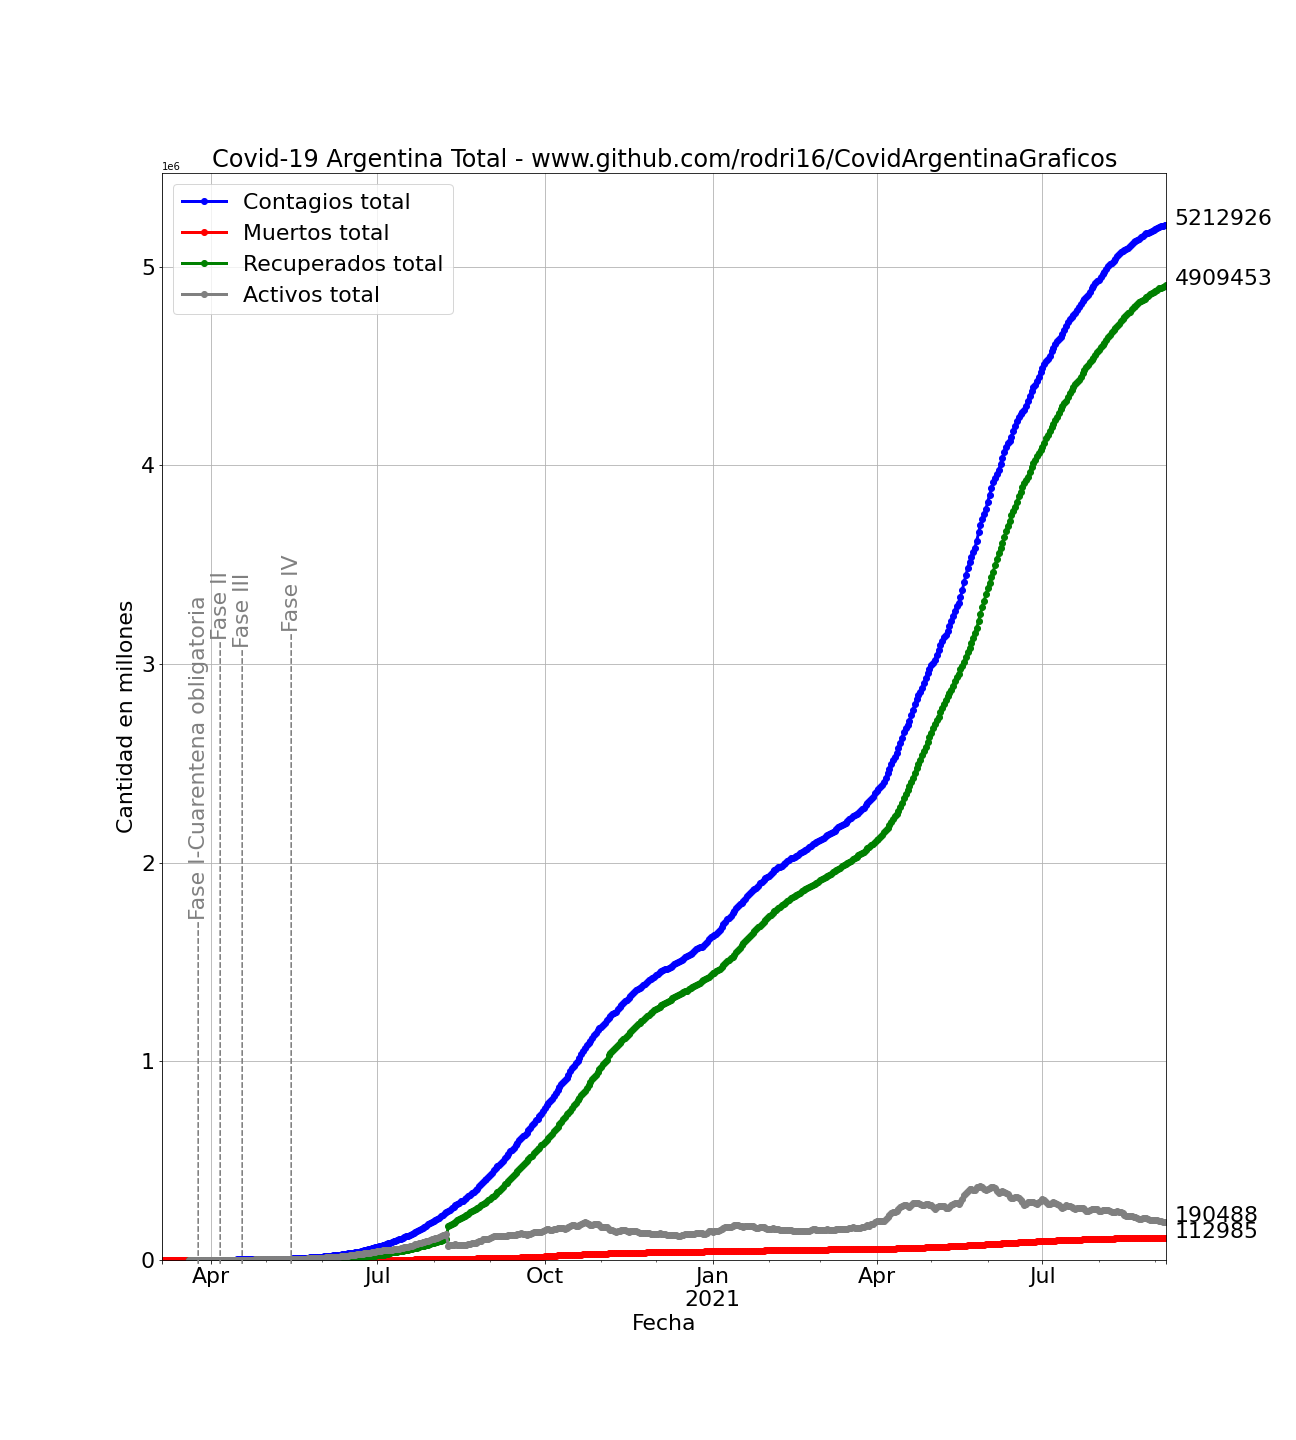 Covid-19 Argentina Total - www.github.com/rodri16/CovidArgentinaGraficos
1e6
Contagios total
Muertos total
Recuperados total
Activos total
5212926
4909453
190488
112985
5
4
3
2
1
0
Cantidad en millones
Fase I-Cuarentena obligatoria
Fase II
Fase III
Fase IV
Apr
Jul
Oct
Jan
2021
Apr
Jul
Fecha